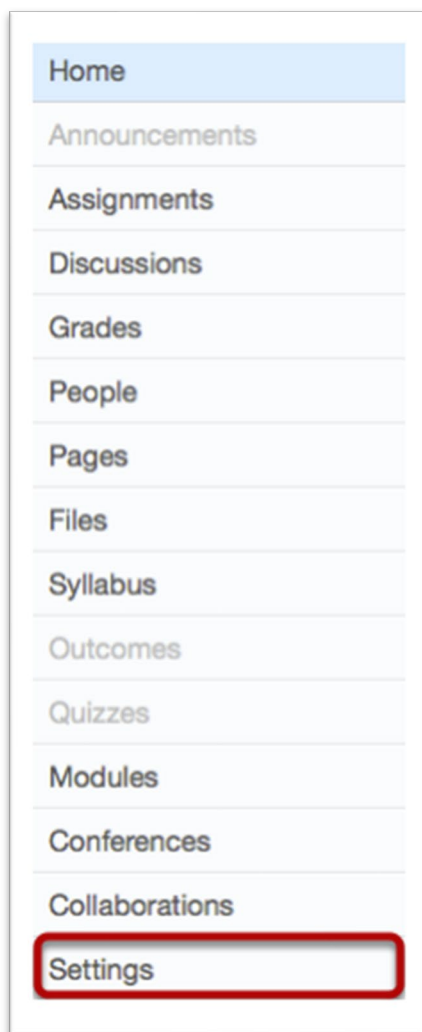 Home
Announcements
Assignments
Discussions
Grades
People
Pages
Files
Syllabus
Outcomes
Quizzes
Modules
Conferences
Collaborations
Settings